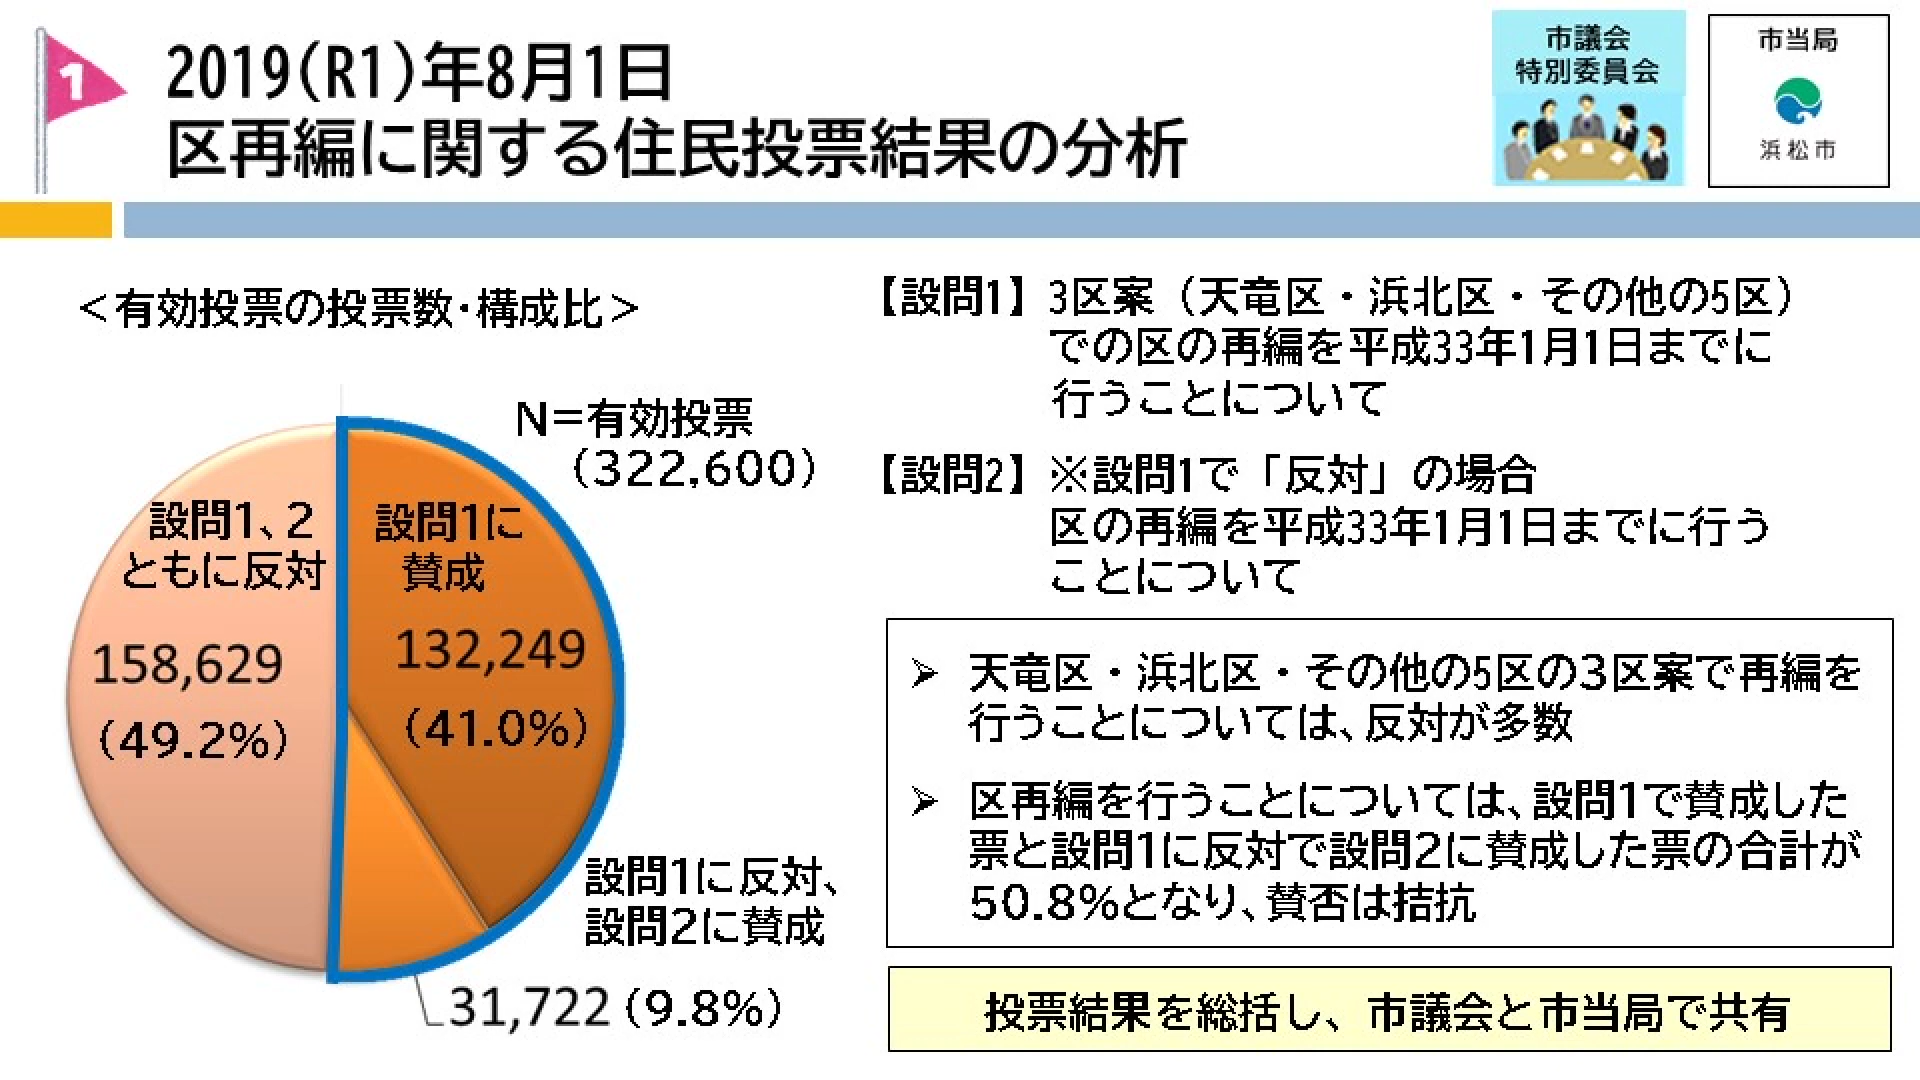 1
2019(R1)年8月1日
区再編に関する住民投票結果の分析
市議会
特別委員会
市当局
浜松市
＜有効投票の投票数・構成比＞
N＝有効投票
（322,600）
設問1、2
ともに反対
158,629
（49.2%）
設問1に
賛成
132,249
（41.0%）
設問1に反対、
設問2に賛成
31,722（9.8%）
【設問1】3区案（天竜区・浜北区・その他の5区）
での区の再編を平成33年1月1日までに
行うことについて
【設問2】※設問1で「反対」の場合
区の再編を平成33年1月1日までに行う
ことについて
➢ 天竜区・浜北区・その他の5区の３区案で再編を
行うことについては、反対が多数
➢ 区再編を行うことについては、設問1で賛成した
票と設問1に反対で設問2に賛成した票の合計が
50.8%となり、賛否は拮抗
投票結果を総括し、市議会と市当局で共有